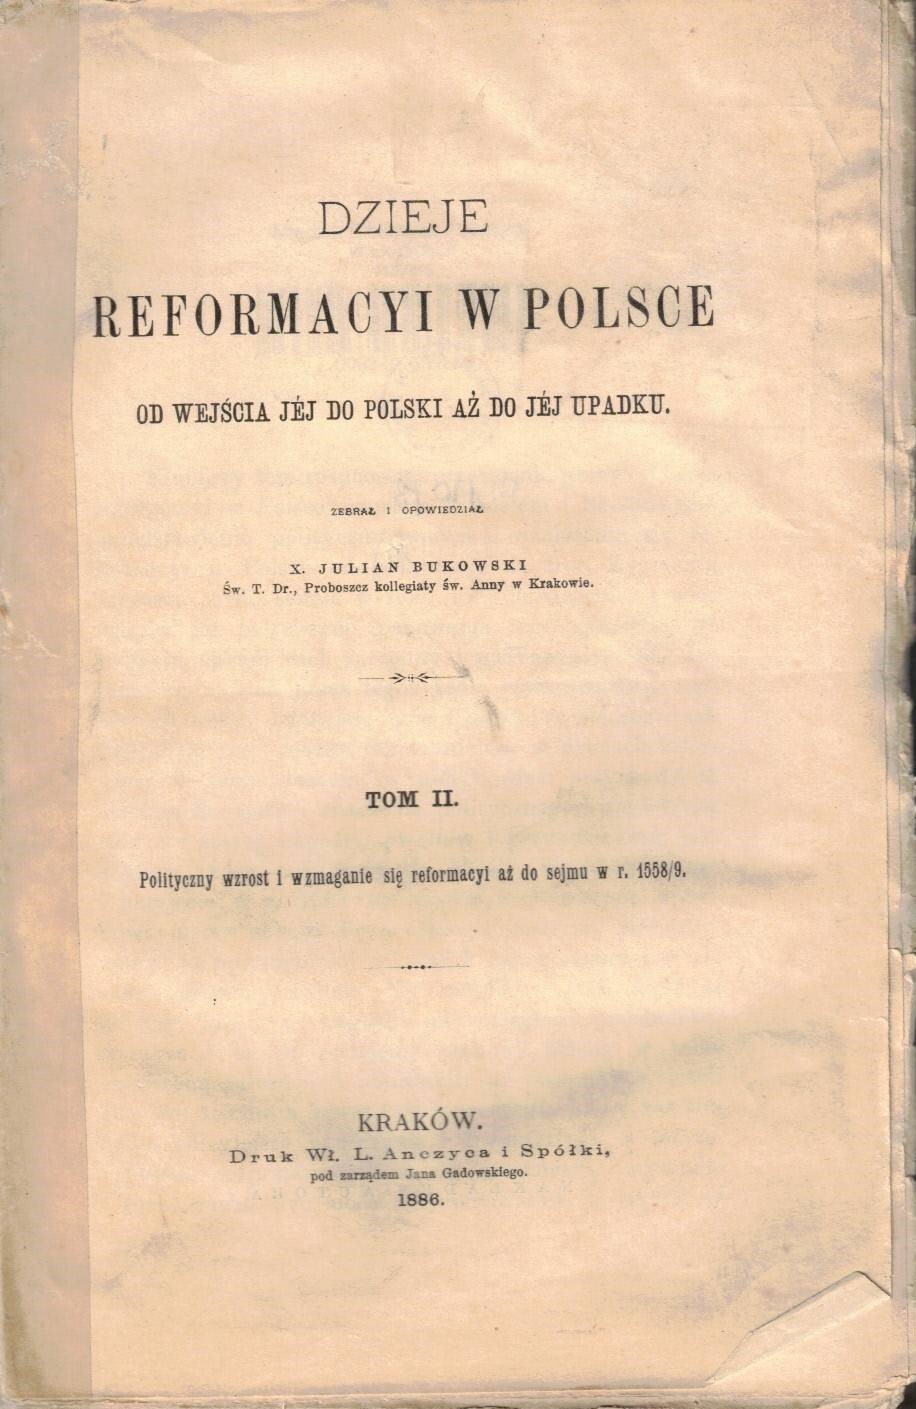 DZIEJE
REFORMACYI W POLSCE
OD WEJŚCIA JÉJ DO POLSKI AŻ DO JÉJ UPADKU.
ZEBRAŁ I OPOWIEDZIAŁ
X. JULIAN BUKOWSKI
Św. T. Dr., Proboszcz kollegiaty św. Anny w Krakowie.
TOM II.
Polityczny wzrost i wzmaganie się reformacyi aż do sejmu w r. 1558/9.
KRAKÓW.
Druk Wł. L. Anczyca i Spółki,
pod zarządem Jana Gadowskiego.
1886.